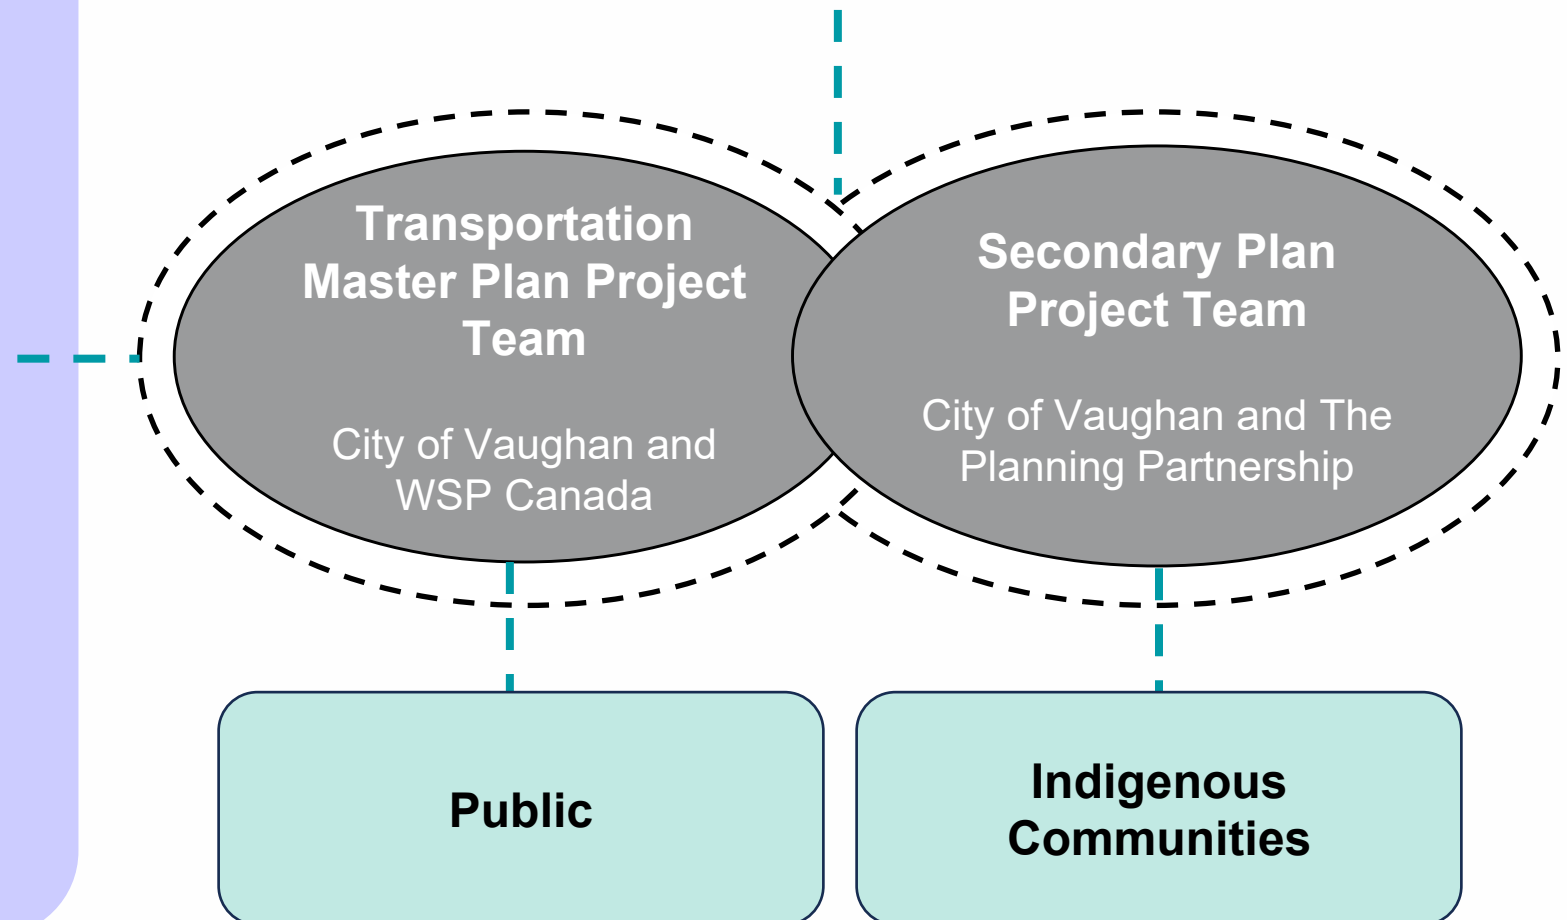 Transportation
Master Plan Project
Team
City of Vaughan and
WSP Canada
Secondary Plan
Project Team
City of Vaughan and The
Planning Partnership
Public
Indigenous
Communities